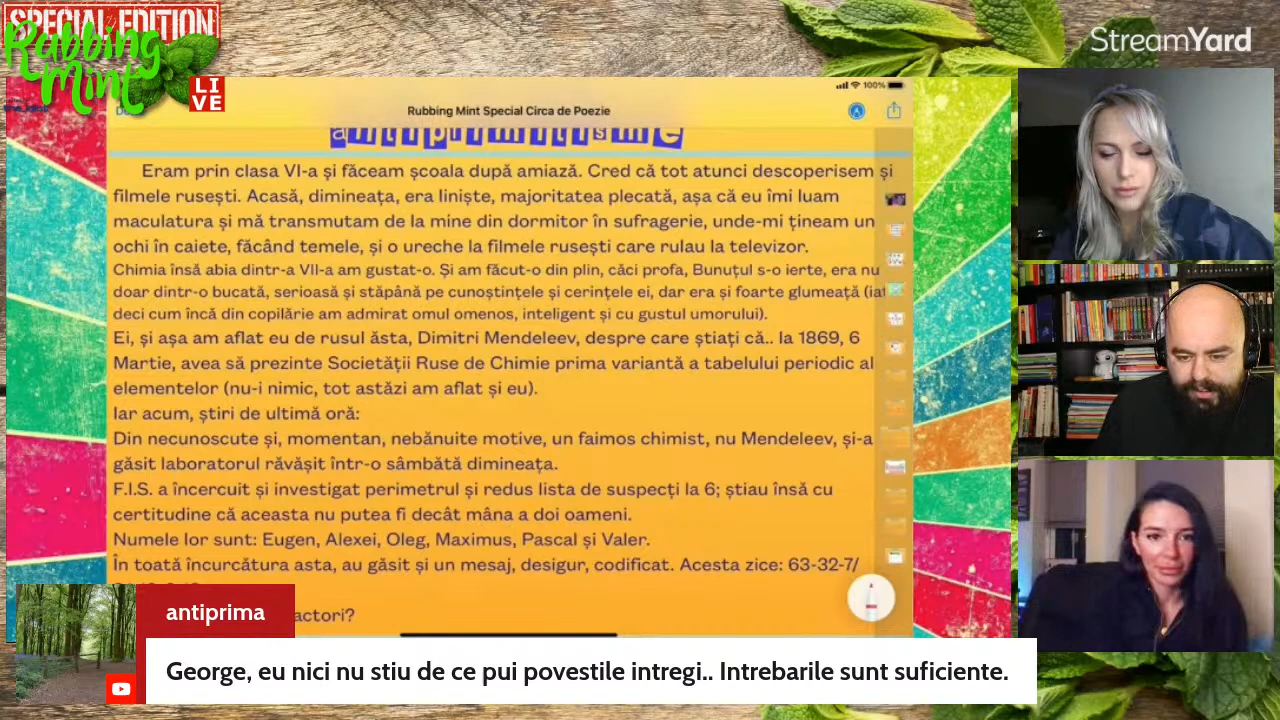 SPECIAL EDITION
Rubbing
Mint
LI
VE
StreamYard
100%
Rubbing Mint Special Circa de Poezie
antiprimitisme
Eram prin clasa VI-a și făceam școala după amiază. Cred că tot atunci descoperisem și
filmele rusești. Acasă, dimineața, era liniște, majoritatea plecată, așa că eu îmi luam
maculatura și mă transmutam de la mine din dormitor în sufragerie, unde-mi țineam un
ochi în caiete, făcând temele, și o ureche la filmele rusești care rulau la televizor.
Chimia însă abia dintr-a VII-a am gustat-o. Și am făcut-o din plin, căci profa, Bunuțul s-o ierte, era nu
doar dintr-o bucată, serioasă și stăpână pe cunoștințele și cerințele ei, dar era și foarte glumeață (iat
deci cum încă din copilărie am admirat omul omenos, inteligent și cu gustul umorului).
Ei, și așa am aflat eu de rusul ăsta, Dimitri Mendeleev, despre care știați că.. la 1869, 6
Martie, avea să prezinte Societății Ruse de Chimie prima variantă a tabelului periodic al
elementelor (nu-i nimic, tot astăzi am aflat și eu).
Iar acum, știri de ultimă oră:
Din necunoscute și, momentan, nebănuite motive, un faimos chimist, nu Mendeleev, și-a
găsit laboratorul răvășit într-o sâmbătă dimineața.
F.I.S. a încercuit și investigat perimetrul și redus lista de suspecți la 6; știau însă cu
certitudine că aceasta nu putea fi decât mâna a doi oameni.
Numele lor sunt: Eugen, Alexei, Oleg, Maximus, Pascal și Valer.
În toată încurcătura asta, au găsit și un mesaj, desigur, codificat. Acesta zice: 63-32-7/
actori?
antiprima
George, eu nici nu stiu de ce pui povestile intregi.. Intrebarile sunt suficiente.